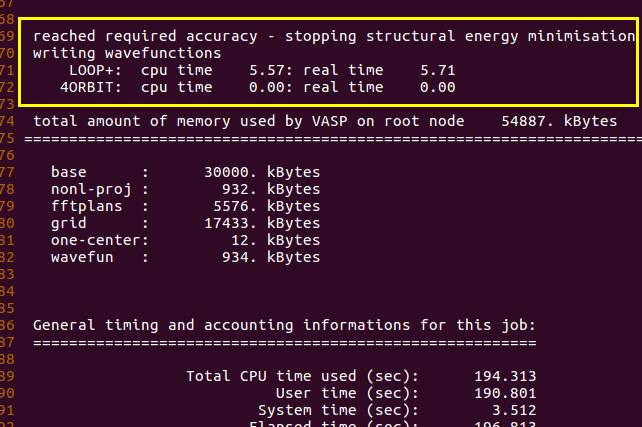 67
68
69 reached required accuracy - stopping structural energy minimisation
70 writing wavefunctions
71 LOOP+: cpu time 5.57: real time 5.71
72 4ORBIT: cpu time 0.00: real time 0.00
73
74 total amount of memory used by VASP on root node 54887. kBytes
75 =====================================================================
76
77 base : 30000. kBytes
78 nonl-proj : 932. kBytes
79 fftplans : 5576. kBytes
80 grid : 17433. kBytes
81 one-center: 12. kBytes
82 wavefun : 934. kBytes
83
84
85
86 General timing and accounting informations for this job:
87 ========================================================
88
89 Total CPU time used (sec): 194.313
90 User time (sec): 190.801
91 System time (sec): 3.512
92 Elapsed time (sec): 196.813